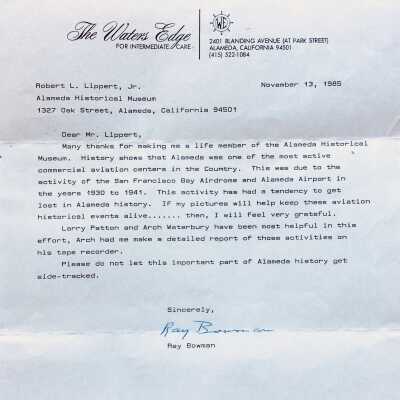 The Waters Edge
FOR INTERMEDIATE CARE
WE
2401 BLANDING AVENUE (AT PARK STREET)
ALAMEDA, CALIFORNIA 94501
(415) 522-1084
Robert L. Lippert, Jr.
November 13, 1985
Alameda Historical Museum
1327 Oak Street, Alameda, California 94501
Dear Mr. Lippert,
Many thanks for making me a life member of the Alameda Historical
Museum. History shows that Alameda was one of the most active
commercial aviation centers in the Country. This was due to the
activity of the San Francisco Bay Airdrome and Alameda Airport in
the years 1930 to 1941. This activity has had a tendency to get
lost in Alameda history. If my pictures will help keep these aviation
historical events alive....... then, I will feel very grateful.
Lorry Patton and Arch Waterbury have been most helpful in this
effort, Arch had me make a detailed report of those activities on
his tape recorder.
Please do not let this important part of Alameda history get
side-tracked.
Sincerely,
Ray Bowman
Ray Bowman